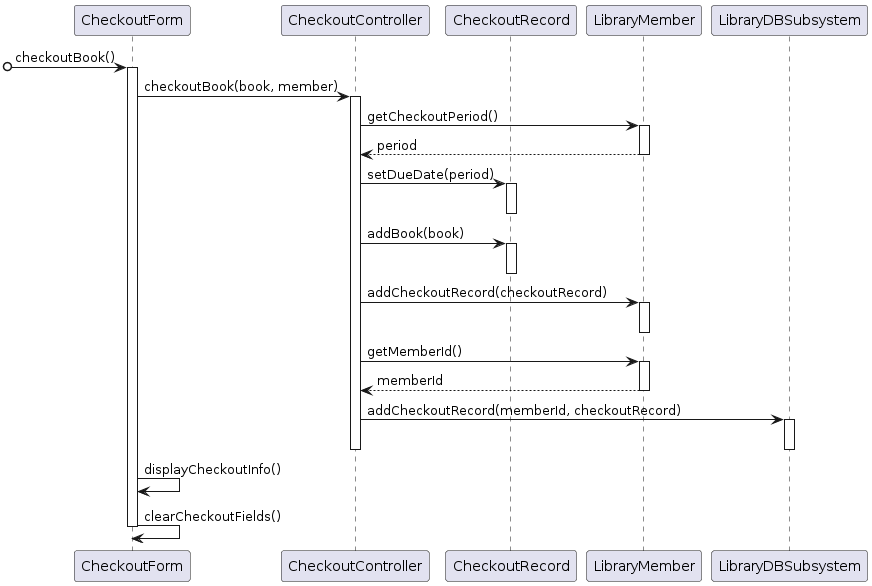 CheckoutForm
CheckoutController
CheckoutRecord
LibraryMember
LibraryDBSubsystem
checkoutBook()
checkoutBook(book, member)
getCheckoutPeriod()
period
setDueDate(period)
addBook(book)
addCheckoutRecord(checkoutRecord)
getMemberId()
memberId
addCheckoutRecord(memberId, checkoutRecord)
displayCheckoutInfo()
clearCheckoutFields()
CheckoutForm
CheckoutController
CheckoutRecord
LibraryMember
LibraryDBSubsystem